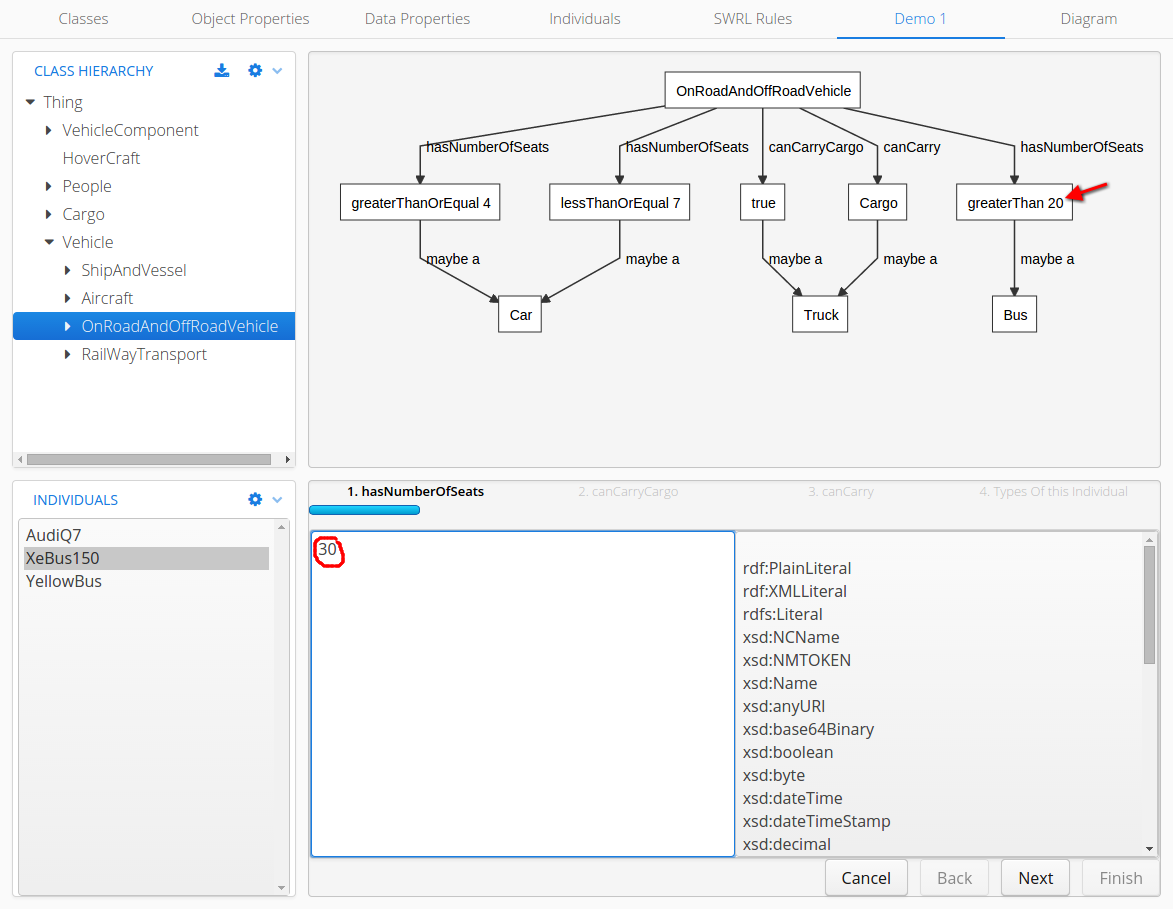 Classes Object Properties Data Properties Individuals SWRL Rules Demo 1 Diagram
CLASS HIERARCHY
Thing
VehicleComponent
HoverCraft
People
Cargo
Vehicle
ShipAndVessel
Aircraft
OnRoadAndOffRoadVehicle
RailWayTransport
OnRoadAndOffRoadVehicle
hasNumberOfSeats hasNumberOfSeats canCarryCargo canCarry hasNumberOfSeats
greaterThanOrEqual 4 lessThanOrEqual 7 true Cargo greaterThan 20
maybe a maybe a maybe a maybe a maybe a
Car Truck Bus
INDIVIDUALS
AudiQ7
XeBus150
YellowBus
1. hasNumberOfSeats 2. canCarryCargo 3. canCarry 4. Types Of this Individual
30
rdf:PlainLiteral
rdf:XMLLiteral
rdfs:Literal
xsd:NCName
xsd:NMTOKEN
xsd:Name
xsd:anyURI
xsd:base64Binary
xsd:boolean
xsd:byte
xsd:dateTime
xsd:dateTimeStamp
xsd:decimal
Cancel Back Next Finish